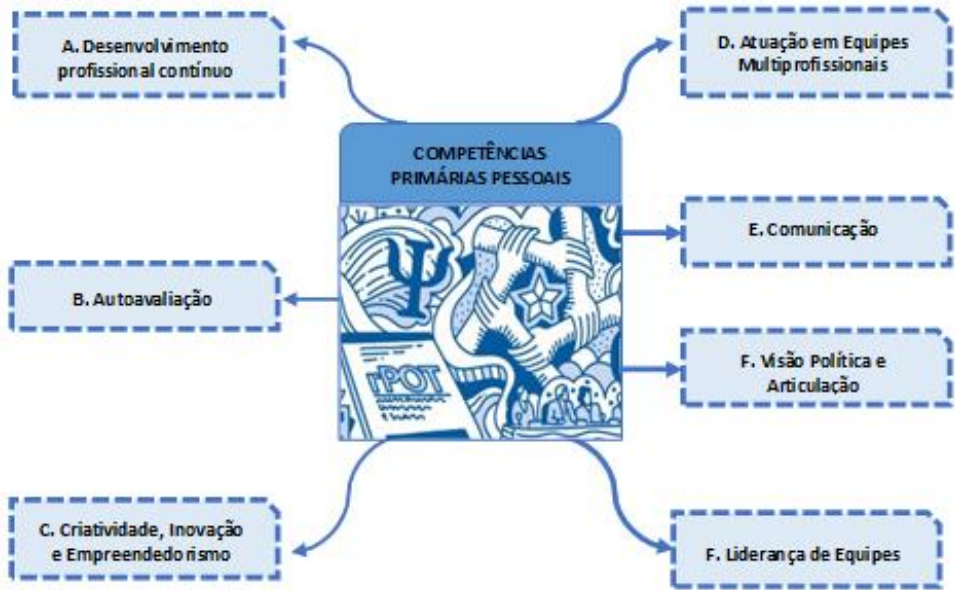 A. Desenvolvimento
profissional contínuo
D. Atuação em Equipes
Multiprofissionais
COMPETÊNCIAS
PRIMÁRIAS PESSOAIS
E. Comunicação
B. Autoavaliação
rPOT
F. Visão Política e
Articulação
C. Criatividade, Inovação
e Empreendedorismo
F. Liderança de Equipes